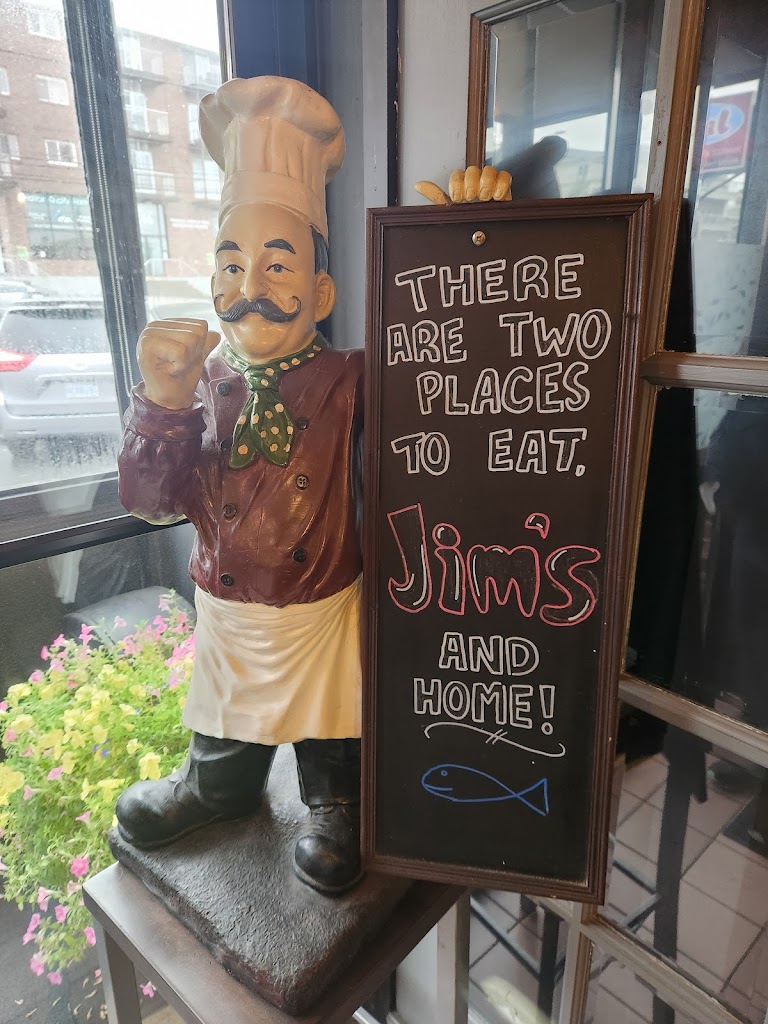 THERE
ARE TWO
PLACES
TO EAT.
Jim's
AND
HOME!